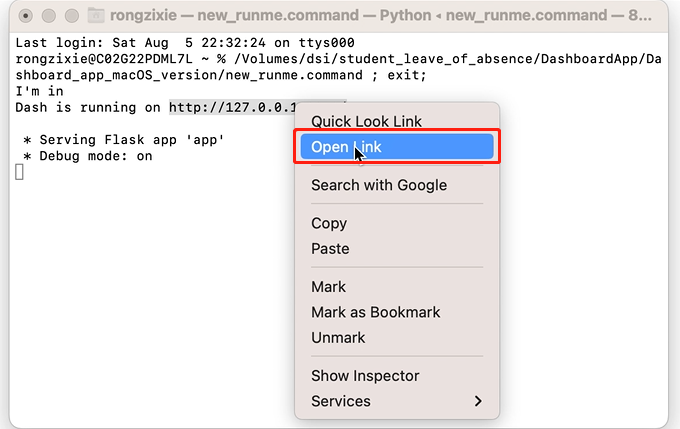 rongzixie — new_runme.command — Python ◂ new_runme.command — 8...
Last login: Sat Aug  5 22:32:24 on ttys000
rongzixie@C02G22PDML7L ~ % /Volumes/dsi/student_leave_of_absence/DashboardApp/Da
shboard_app_macOS_version/new_runme.command ; exit;
I'm in
Dash is running on http://127.0.0.1
 * Serving Flask app 'app'
 * Debug mode: on
Quick Look Link
Open Link
Search with Google
Copy
Paste
Mark
Mark as Bookmark
Unmark
Show Inspector
Services